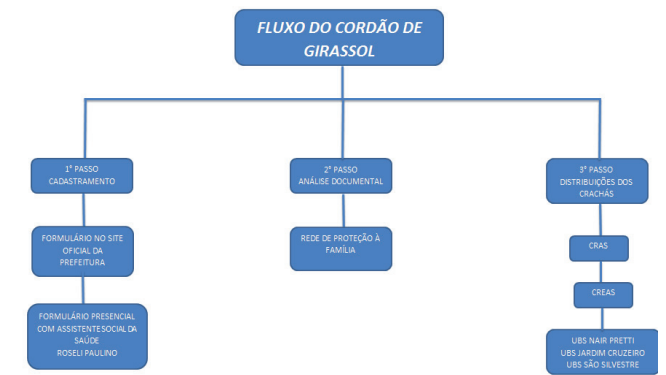 FLUXO DO CORDÃO DE
GIRASSOL
1º PASSO
CADASTRAMENTO
FORMULÁRIO NO SITE
OFICIAL DA
PREFEITURA
FORMULÁRIO PRESENCIAL
COM ASSISTENTE SOCIAL DA
SAÚDE
ROSELI PAULINO
2º PASSO
ANÁLISE DOCUMENTAL
REDE DE PROTEÇÃO À
FAMÍLIA
3º PASSO
DISTRIBUIÇÕES DOS
CRACHÁS
CRAS
CREAS
UBS NAIR PRETTI
UBS JARDIM CRUZEIRO
UBS SÃO SILVESTRE